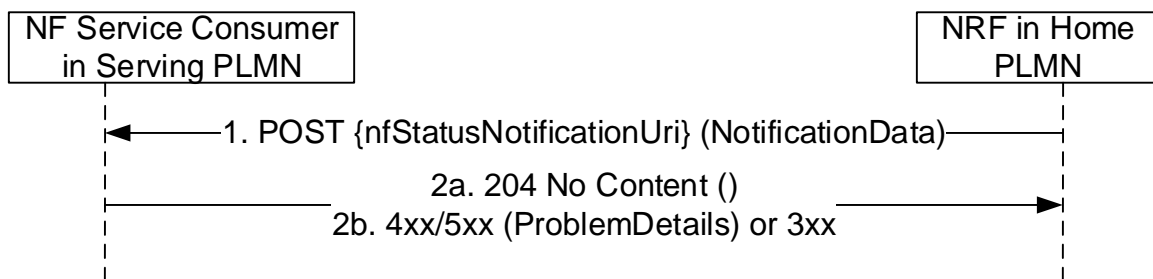 NF Service Consumer
in Serving PLMN
NRF in Home
PLMN
1. POST {nfStatusNotificationUri} (NotificationData)
2a. 204 No Content ()
2b. 4xx/5xx (ProblemDetails) or 3xx